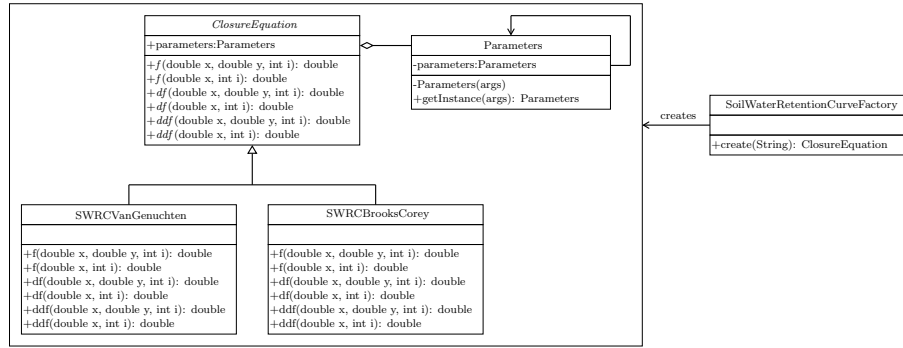 ClosureEquation
+parameters:Parameters
+f(double x, double y, int i): double
+f(double x, int i): double
+df(double x, double y, int i): double
+df(double x, int i): double
+ddf(double x, double y, int i): double
+ddf(double x, int i): double
Parameters
-parameters:Parameters
-Parameters(args)
+getInstance(args): Parameters
creates
SoilWaterRetentionCurveFactory
+create(String): ClosureEquation
SWRCVanGenuchten
+f(double x, double y, int i): double
+f(double x, int i): double
+df(double x, double y, int i): double
+df(double x, int i): double
+ddf(double x, double y, int i): double
+ddf(double x, int i): double
SWRCBrooksCorey
+f(double x, double y, int i): double
+f(double x, int i): double
+df(double x, double y, int i): double
+df(double x, int i): double
+ddf(double x, double y, int i): double
+ddf(double x, int i): double